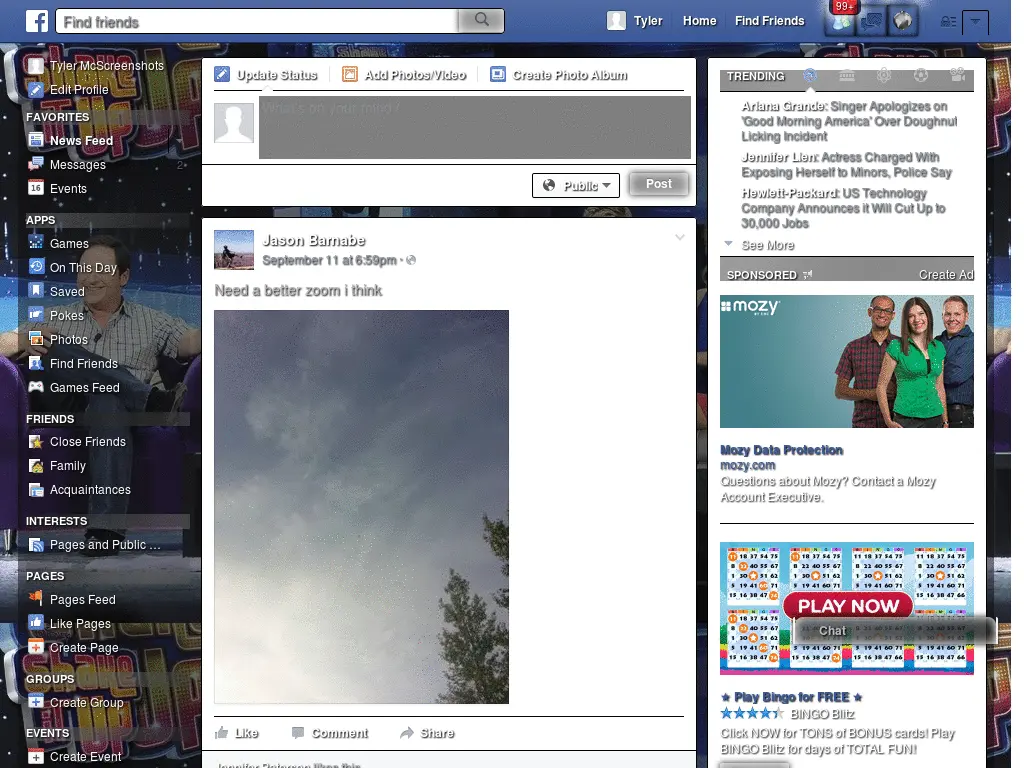 Find friends
Tyler
Home
Find Friends
99+
Tyler McScreenshots
Edit Profile
FAVORITES
News Feed
Messages
2
Events
16
APPS
Games
On This Day
Saved
Pokes
Photos
Find Friends
Games Feed
FRIENDS
Close Friends
Family
Acquaintances
INTERESTS
Pages and Public ...
PAGES
Pages Feed
Like Pages
Create Page
GROUPS
Create Group
EVENTS
Create Event
Update Status
Add Photos/Video
Create Photo Album
What's on your mind?
Public
Post
Jason Barnabe
September 11 at 6:59pm ·
Need a better zoom i think
Like
Comment
Share
likes this.
TRENDING
Ariana Grande: Singer Apologizes on
'Good Morning America' Over Doughnut
Licking Incident
Jennifer Lien: Actress Charged With
Exposing Herself to Minors, Police Say
Hewlett-Packard: US Technology
Company Announces it Will Cut Up to
30,000 Jobs
See More
SPONSORED
Create Ad
mozy
Mozy Data Protection
mozy.com
Questions about Mozy? Contact a Mozy
Account Executive.
PLAY NOW
Chat
★ Play Bingo for FREE ★
BINGO Blitz
Click NOW for TONS of BONUS cards! Play
BINGO Blitz for days of TOTAL FUN!